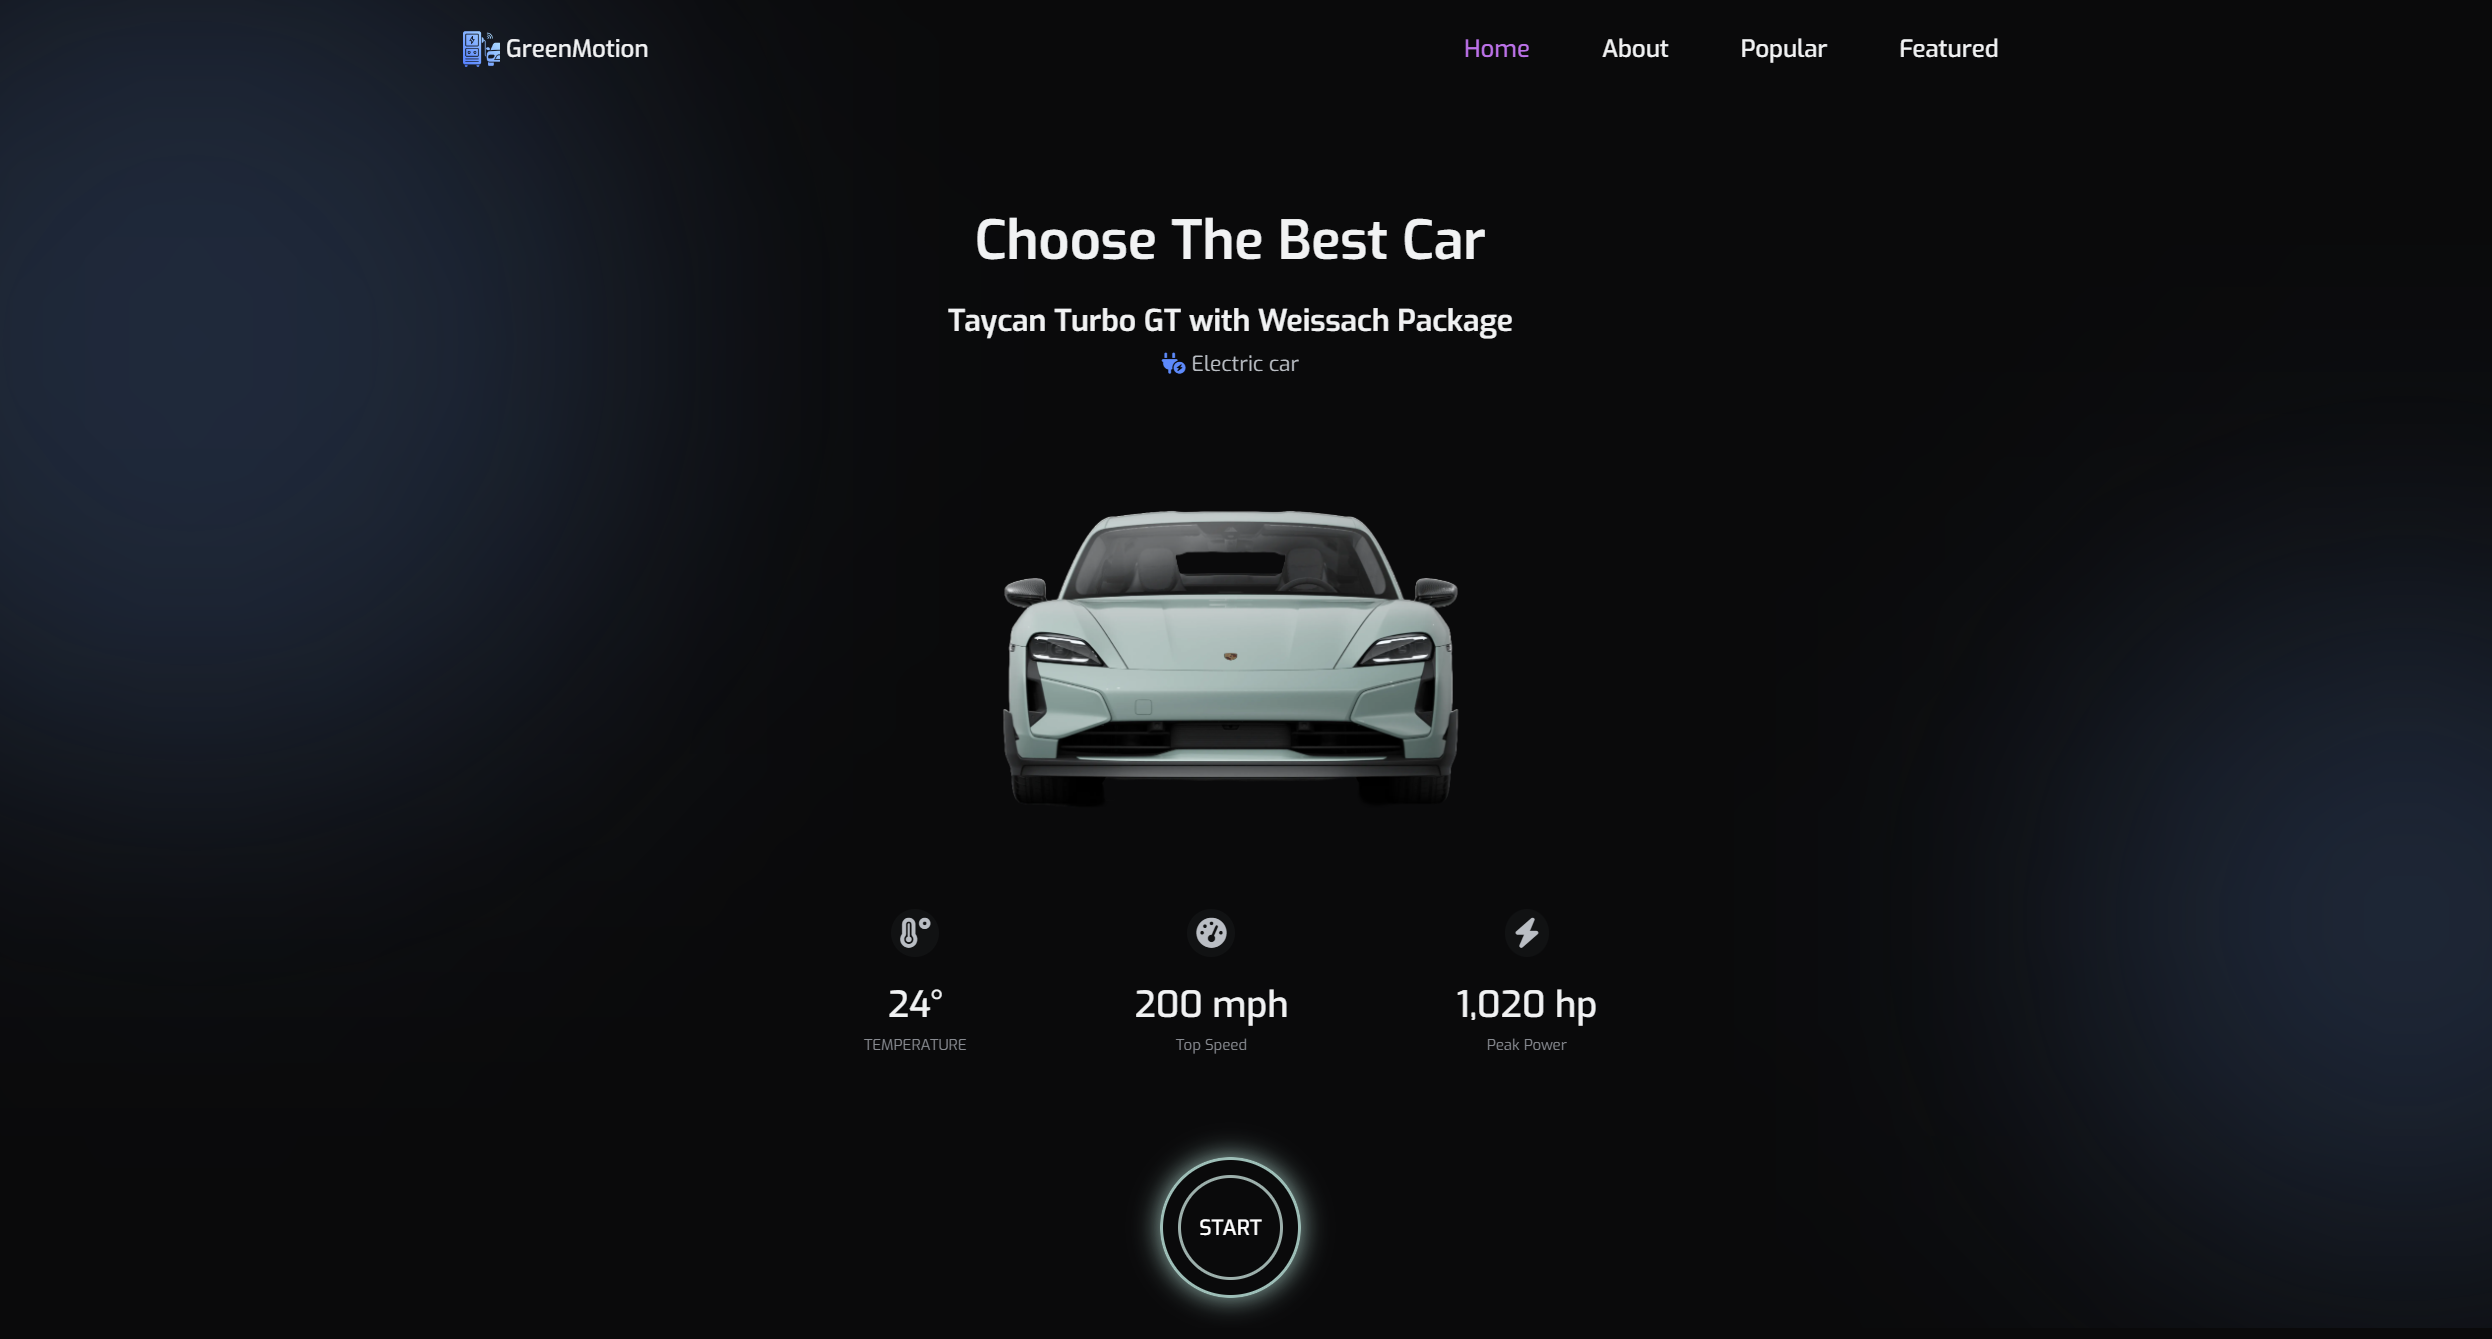 GreenMotion
Home
About
Popular
Featured
Choose The Best Car
Taycan Turbo GT with Weissach Package
Electric car
24°
TEMPERATURE
200 mph
Top Speed
1,020 hp
Peak Power
START